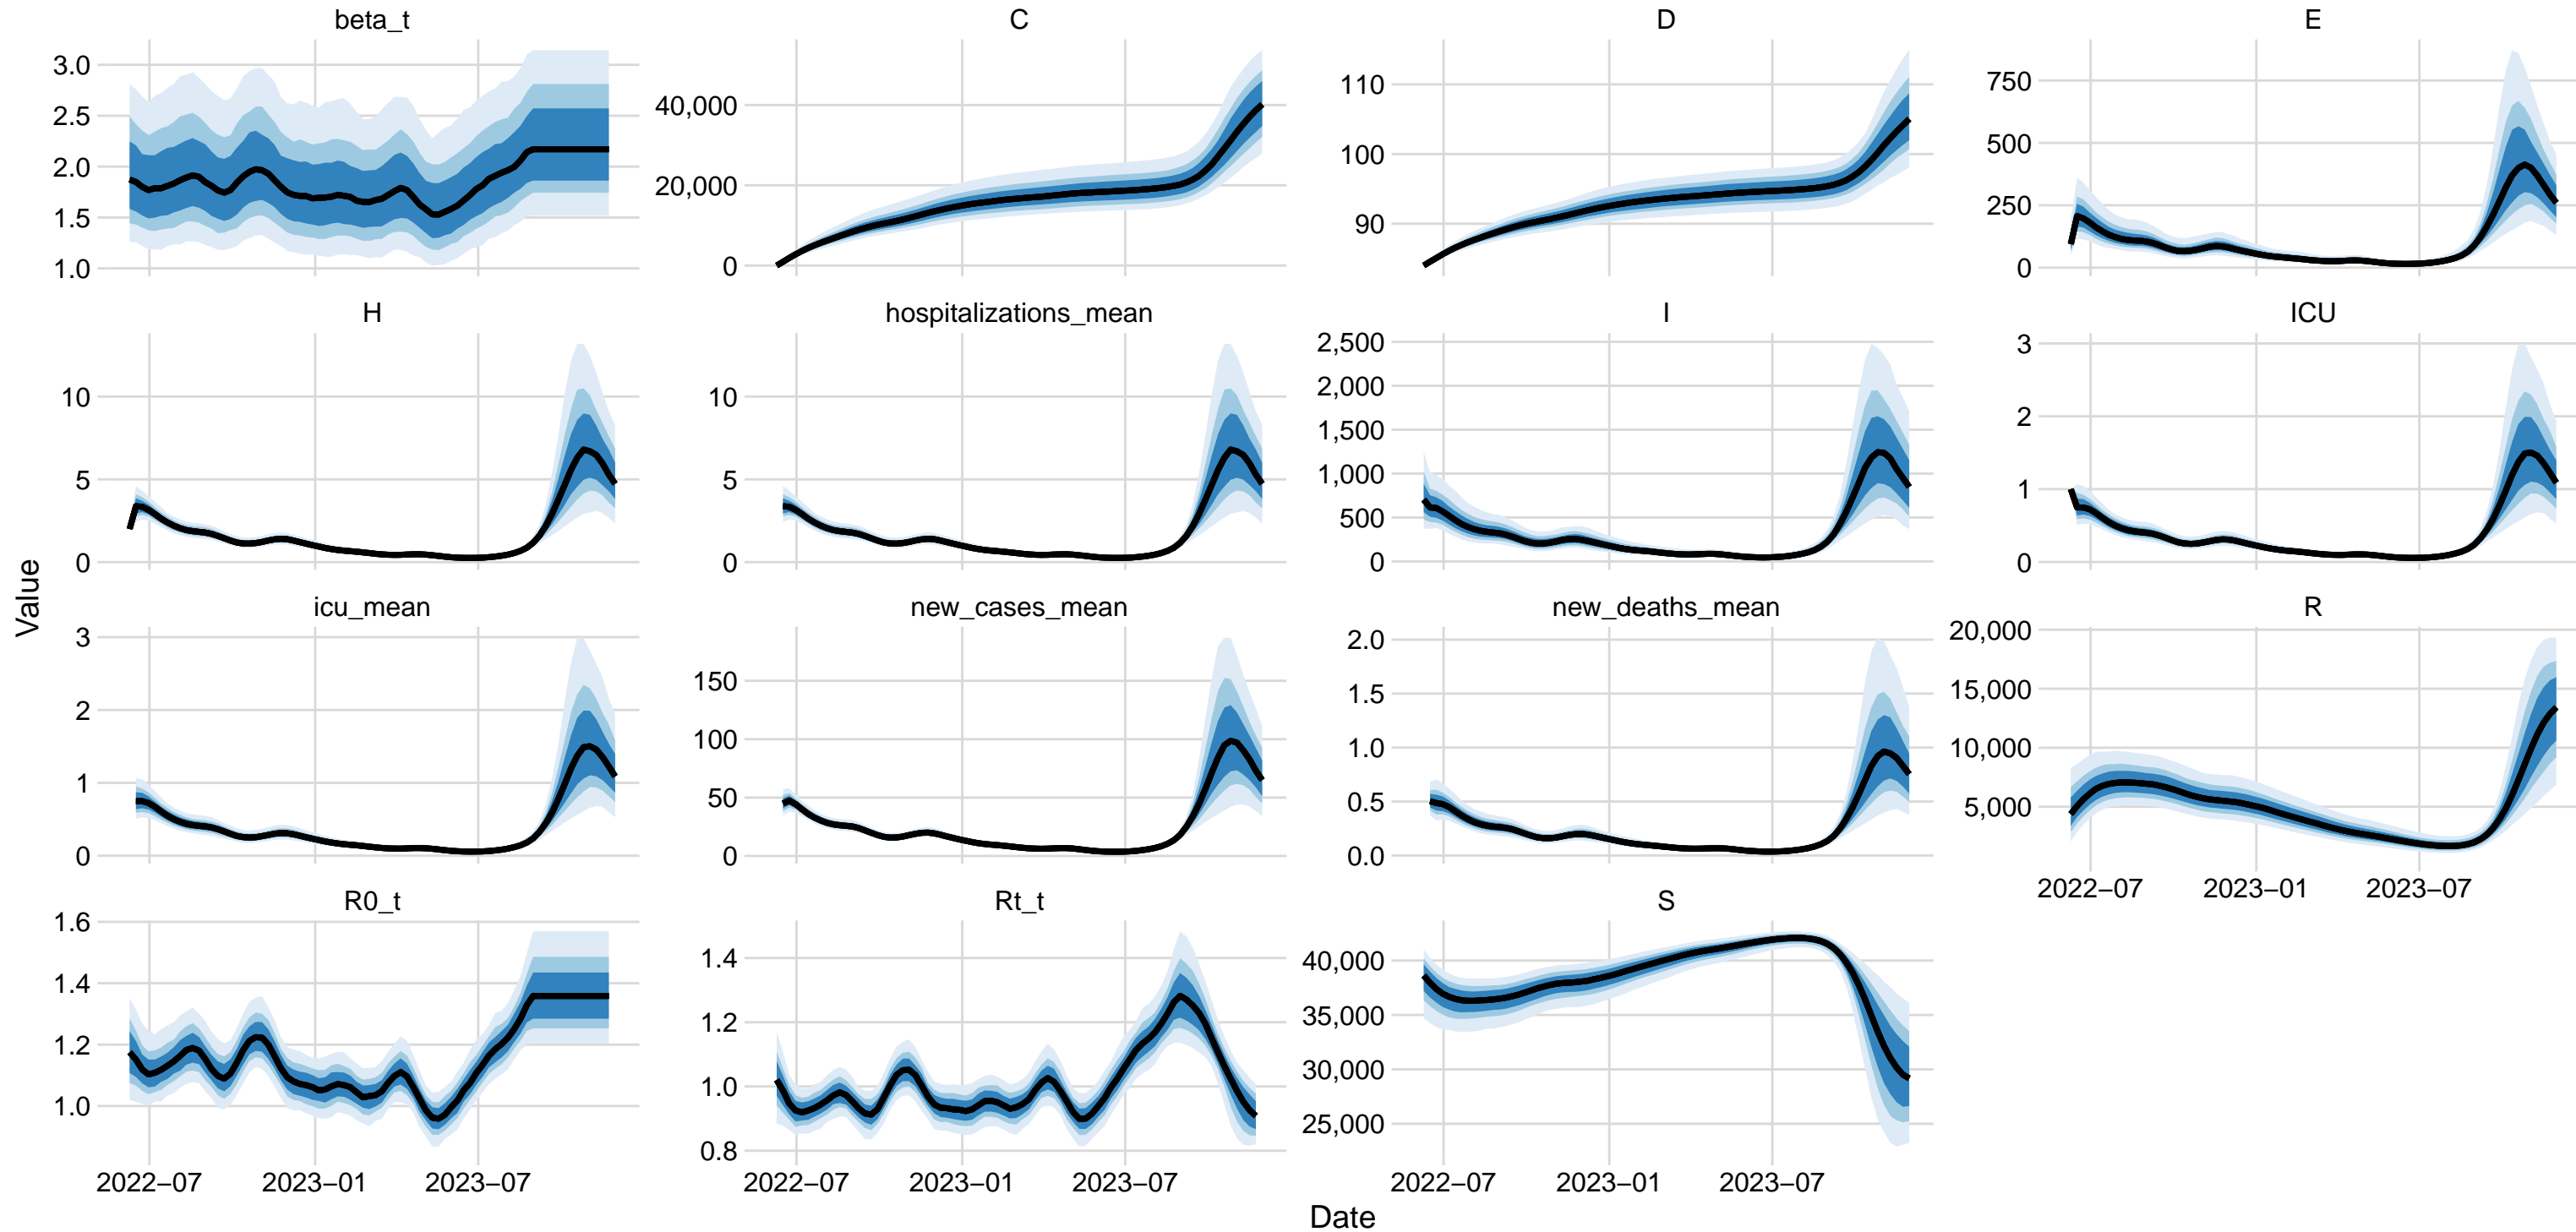 beta_t
C
D
E
3.0
2.5
2.0
1.5
1.0
40,000
20,000
0
110
100
90
750
500
250
0
H
hospitalizations_mean
I
ICU
10
5
0
10
5
0
2,500
2,000
1,500
1,000
500
0
3
2
1
0
icu_mean
new_cases_mean
new_deaths_mean
R
3
2
1
0
150
100
50
0
2.0
1.5
1.0
0.5
0.0
20,000
15,000
10,000
5,000
2022−07 2023−01 2023−07
R0_t
Rt_t
S
1.6
1.4
1.2
1.0
1.4
1.2
1.0
0.8
40,000
35,000
30,000
25,000
2022−07 2023−01 2023−07
2022−07 2023−01 2023−07
2022−07 2023−01 2023−07
Value
Date